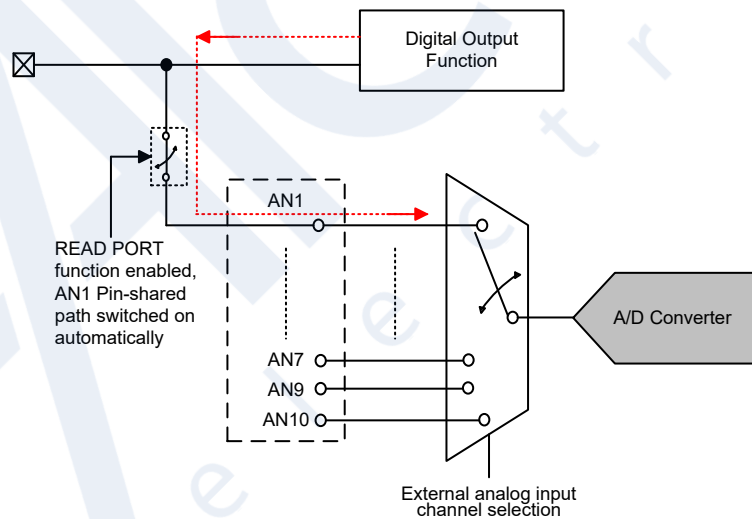 Digital Output
Function
AN1
READ PORT
function enabled,
AN1 Pin-shared
path switched on
automatically
A/D Converter
AN7
AN9
AN10
External analog input
channel selection